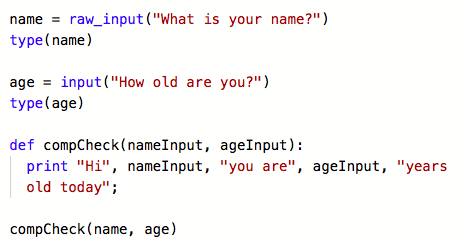 name = raw_input("What is your name?")
type(name)
age = input("How old are you?")
type(age)
def compCheck(nameInput, ageInput):
print "Hi", nameInput, "you are", ageInput, "years
old today";
compCheck(name, age)